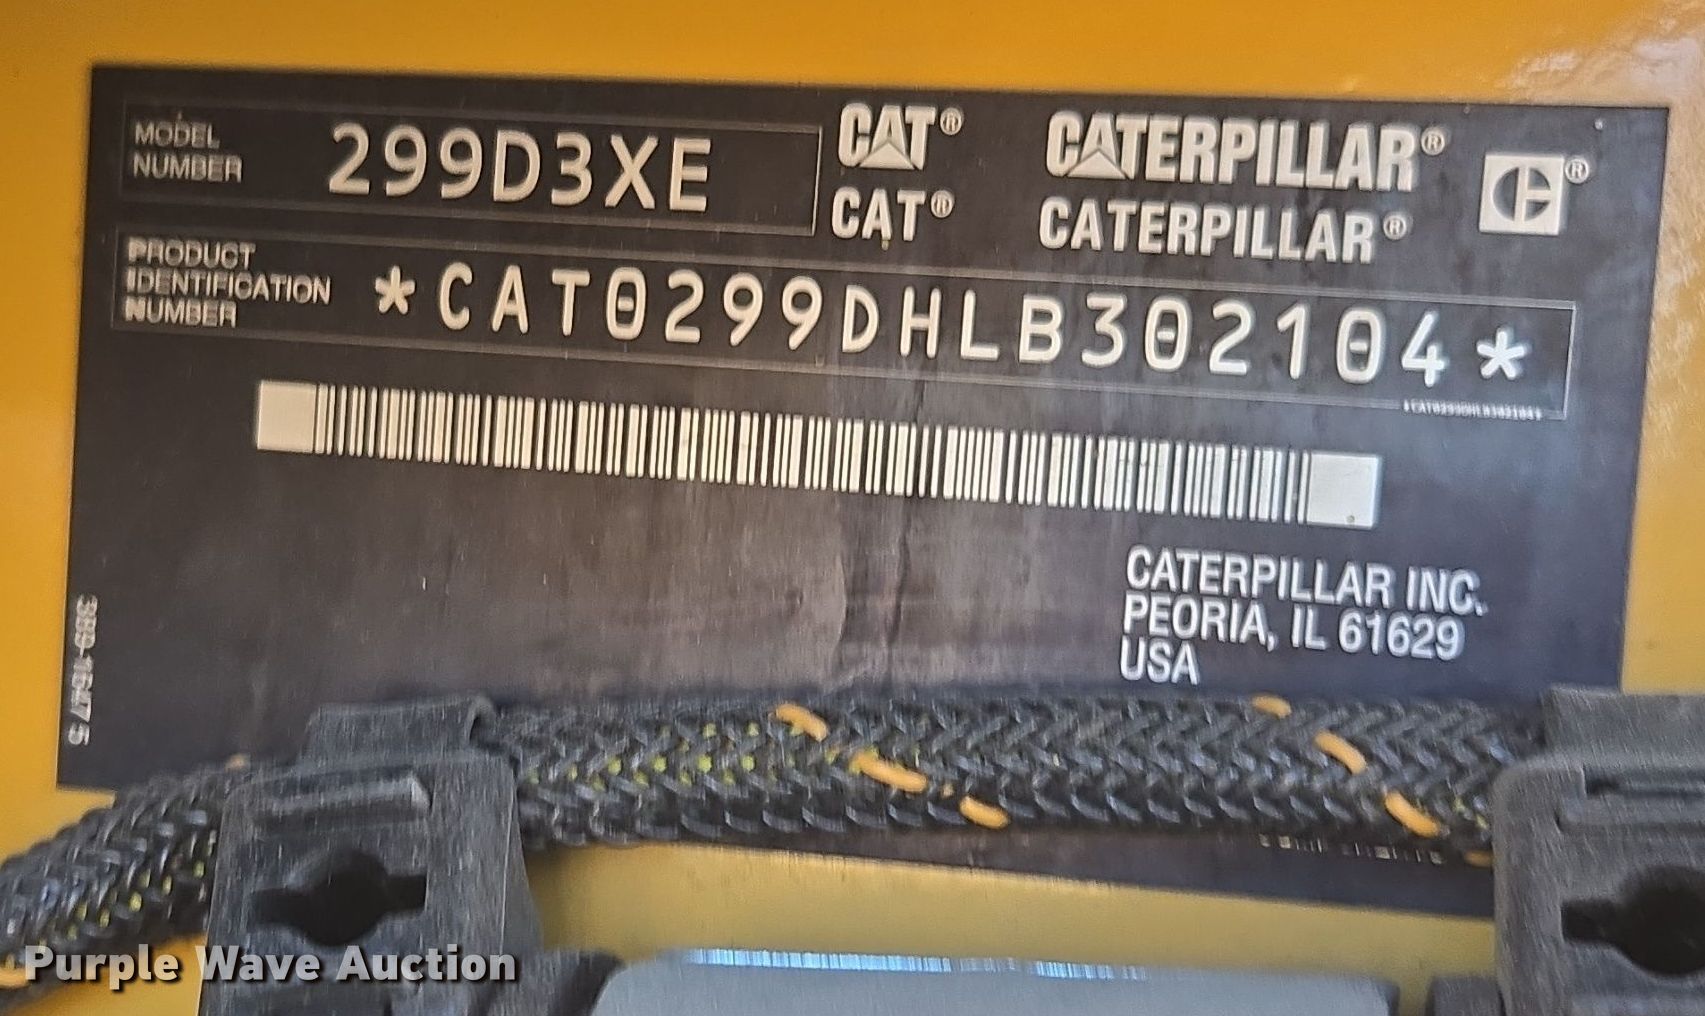 MODEL
NUMBER
299D3XE
CAT®
CATERPILLAR®
CAT®
CATERPILLAR®
PRODUCT
IDENTIFICATION
NUMBER
*CAT0299DHLB302104*
*CAT0299DHLB302104*
CATERPILLAR INC.
PEORIA, IL 61629
USA
Purple Wave Auction